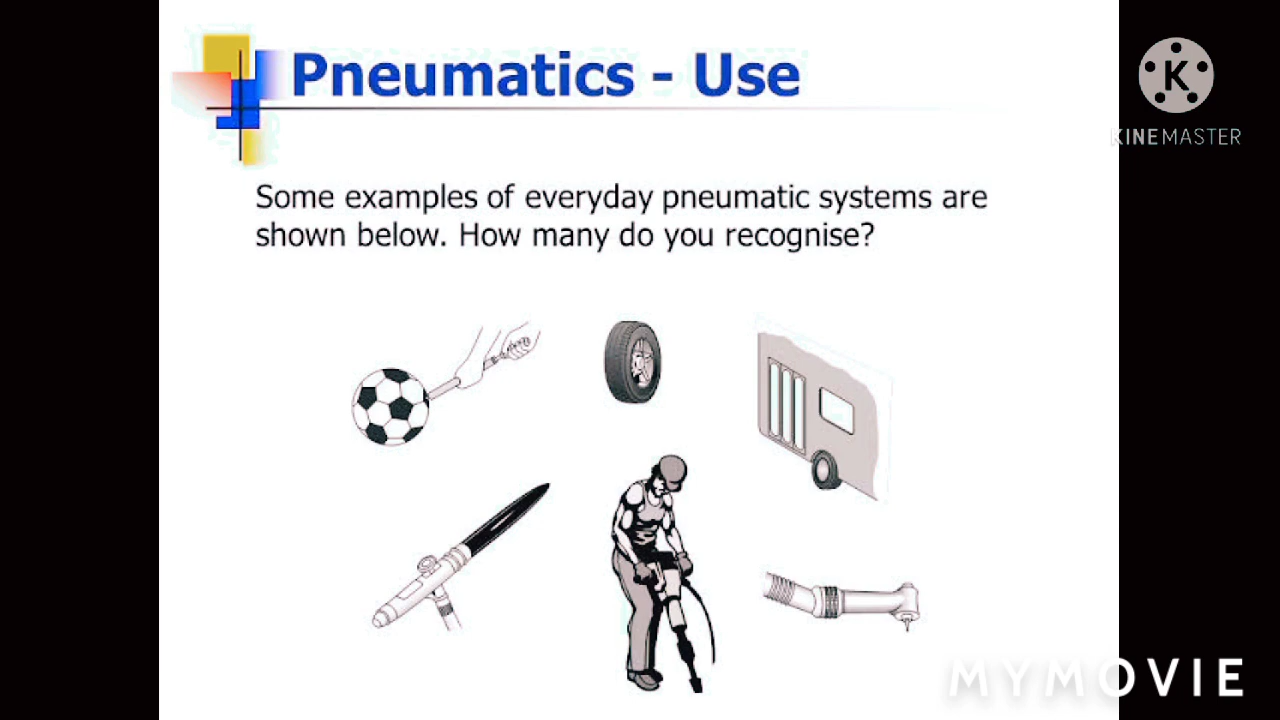 Pneumatics - Use
K
KINEMASTER
Some examples of everyday pneumatic systems are
shown below. How many do you recognise?
MYMOVIE